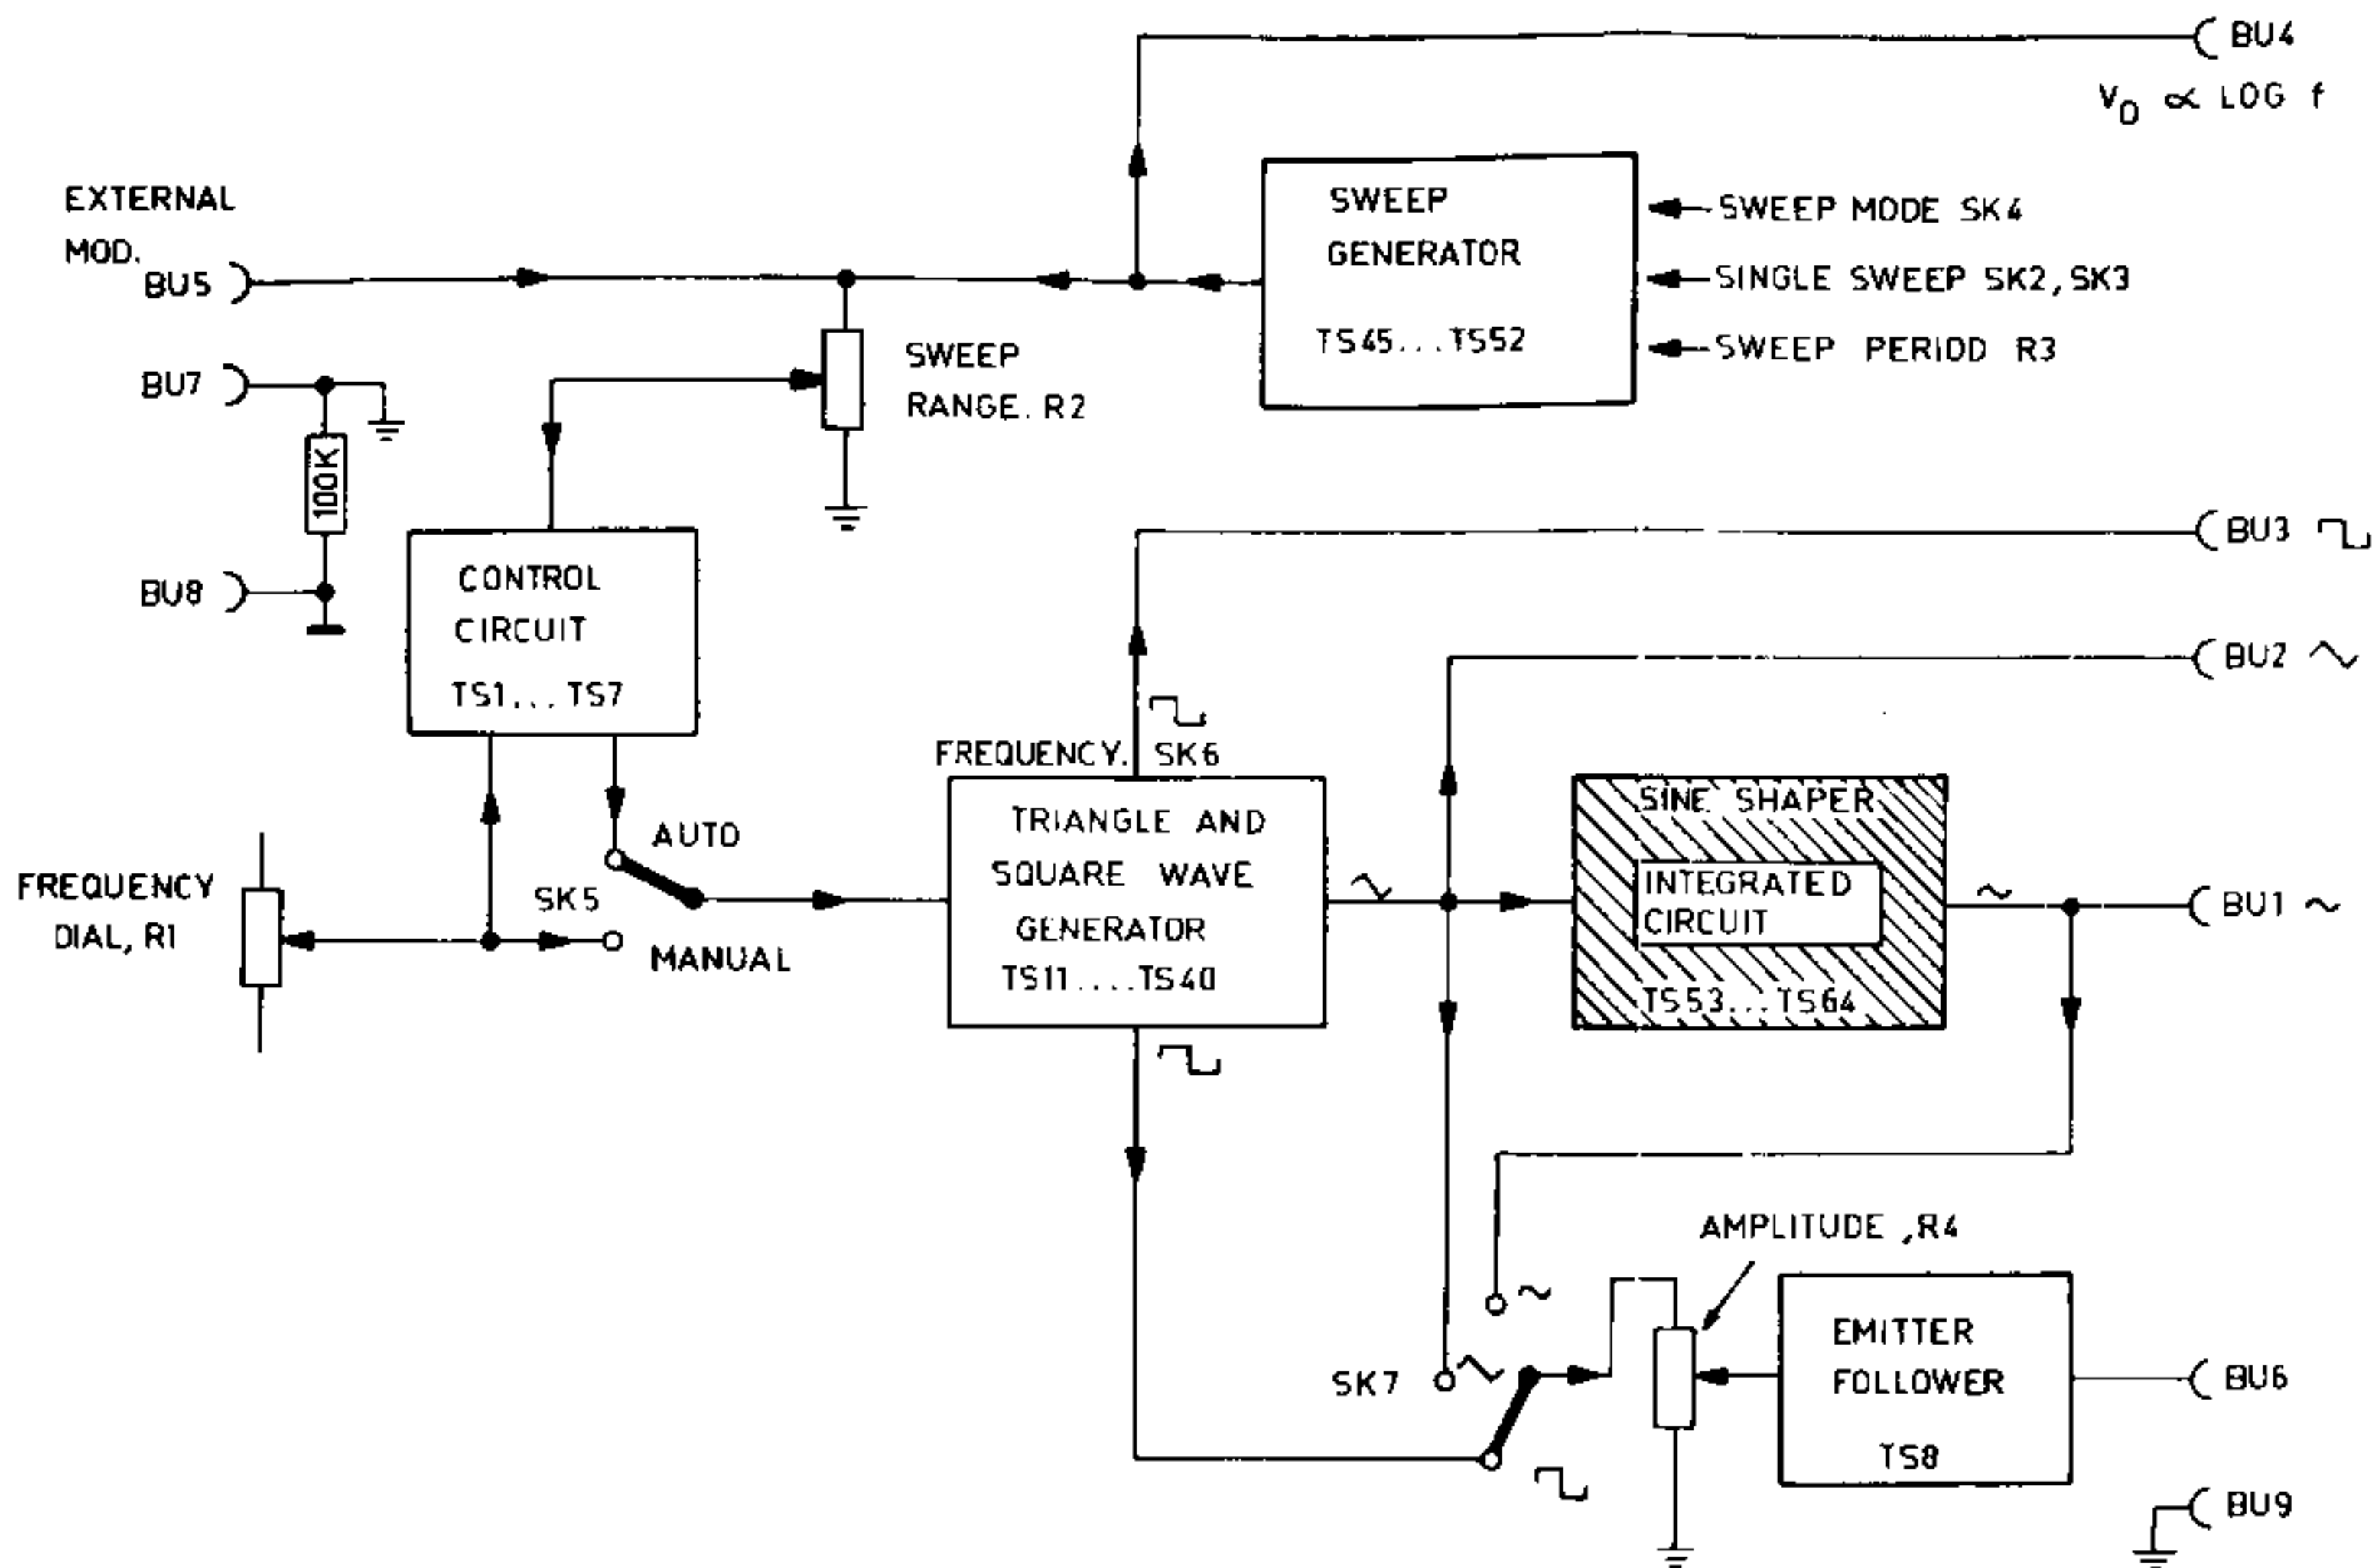 BU4
V₀ ∝ LOG f
EXTERNAL
MOD.
BU5
SWEEP
GENERATOR
TS45...TS52
SWEEP MODE SK4
SINGLE SWEEP SK2, SK3
SWEEP PERIOD R3
BU7
100K
BU8
SWEEP
RANGE. R2
CONTROL
CIRCUIT
TS1... TS7
BU3
BU2
FREQUENCY. SK6
TRIANGLE AND
SQUARE WAVE
GENERATOR
TS11....TS40
SINE SHAPER
INTEGRATED
CIRCUIT
TS53...TS64
BU1 ~
FREQUENCY
DIAL, R1
AUTO
SK5
MANUAL
~
AMPLITUDE ,R4
~
SK7
EMITTER
FOLLOWER
TS8
BU6
BU9